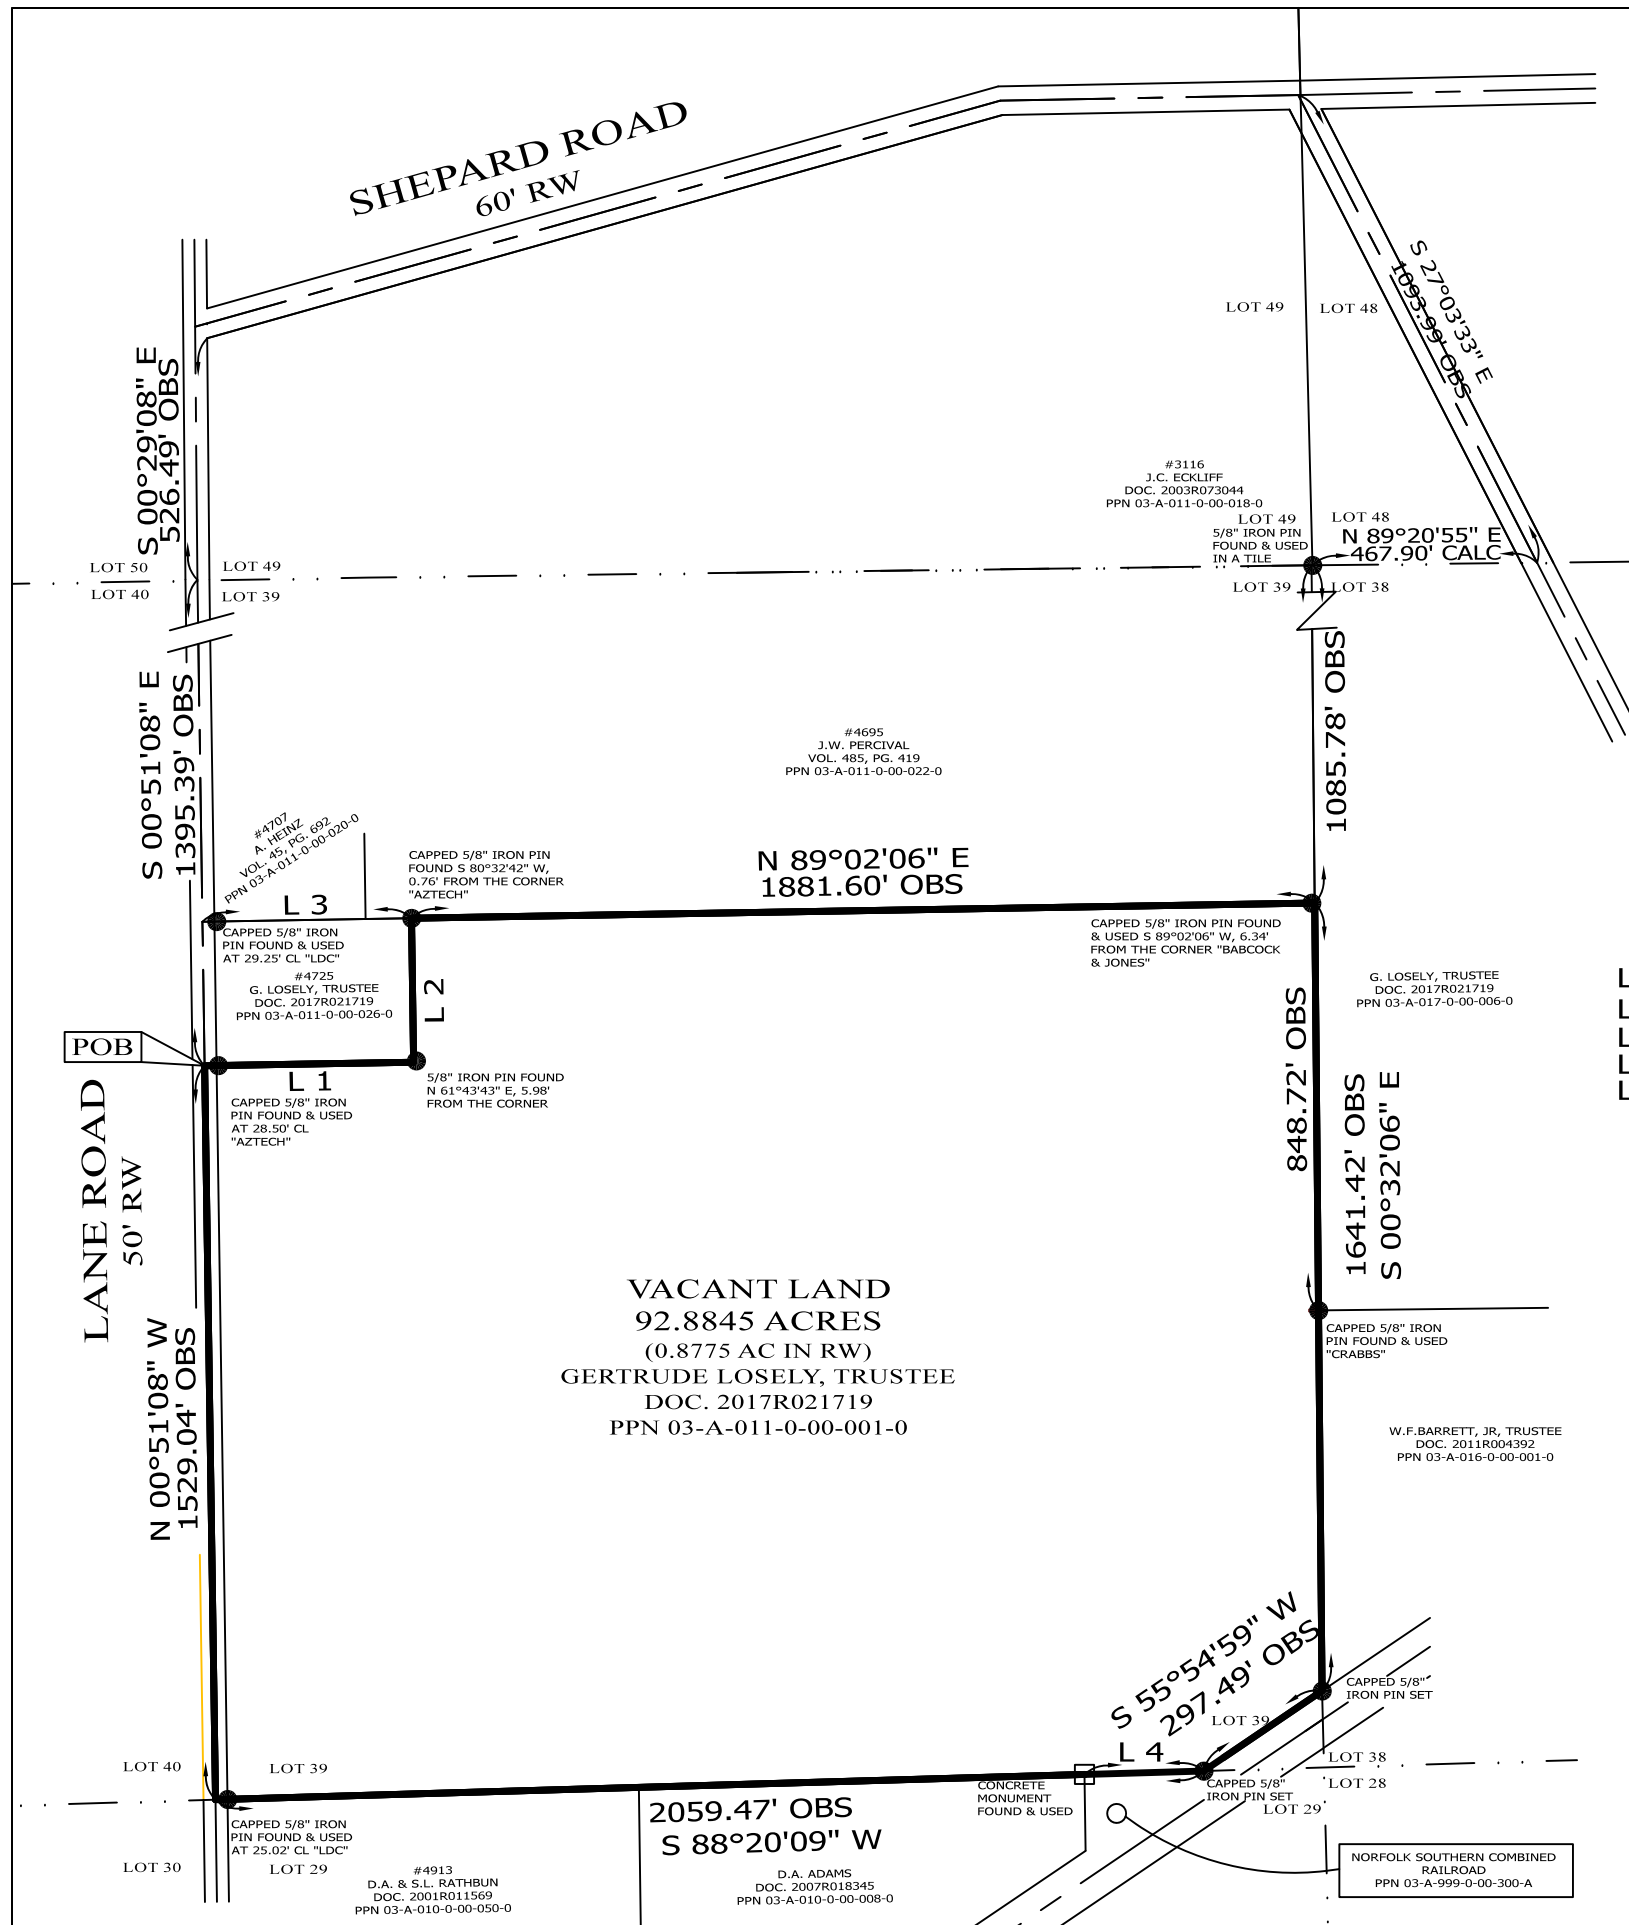 SHEPARD ROAD
60' RW
S 27°03'33" E
1093.99' OBS
LOT 49
LOT 48
S 00°29'08" E
526.49' OBS
#3116
J.C. ECKLIFF
DOC. 2003R073044
PPN 03-A-011-0-00-018-0
LOT 49
LOT 48
5/8" IRON PIN
FOUND & USED
IN A TILE
N 89°20'55" E
467.90' CALC
LOT 50
LOT 49
LOT 40
LOT 39
LOT 39
LOT 38
S 00°51'08" E
1395.39' OBS
1085.78' OBS
#4695
J.W. PERCIVAL
VOL. 485, PG. 419
PPN 03-A-011-0-00-022-0
#4707
A. HEINZ
VOL. 45, PG. 692
PPN 03-A-011-0-00-020-0
CAPPED 5/8" IRON PIN
FOUND S 80°32'42" W,
0.76' FROM THE CORNER
"AZTECH"
N 89°02'06" E
1881.60' OBS
L 3
CAPPED 5/8" IRON
PIN FOUND & USED
AT 29.25' CL "LDC"
CAPPED 5/8" IRON PIN FOUND
& USED S 89°02'06" W, 6.34'
FROM THE CORNER "BABCOCK
& JONES"
#4725
G. LOSELY, TRUSTEE
DOC. 2017R021719
PPN 03-A-011-0-00-026-0
L 2
G. LOSELY, TRUSTEE
DOC. 2017R021719
PPN 03-A-017-0-00-006-0
L
L
L
L
L
POB
L 1
5/8" IRON PIN FOUND
N 61°43'43" E, 5.98'
FROM THE CORNER
CAPPED 5/8" IRON
PIN FOUND & USED
AT 28.50' CL
"AZTECH"
848.72' OBS
1641.42' OBS
S 00°32'06" E
LANE ROAD
50' RW
VACANT LAND
92.8845 ACRES
(0.8775 AC IN RW)
GERTRUDE LOSELY, TRUSTEE
DOC. 2017R021719
PPN 03-A-011-0-00-001-0
CAPPED 5/8" IRON
PIN FOUND & USED
"CRABBS"
N 00°51'08" W
1529.04' OBS
W.F.BARRETT, JR, TRUSTEE
DOC. 2011R004392
PPN 03-A-016-0-00-001-0
S 55°54'59" W
297.49' OBS
CAPPED 5/8"
IRON PIN SET
LOT 39
L 4
LOT 40
LOT 39
LOT 38
LOT 28
CONCRETE
MONUMENT
FOUND & USED
CAPPED 5/8"
IRON PIN SET
LOT 29
2059.47' OBS
S 88°20'09" W
CAPPED 5/8" IRON
PIN FOUND & USED
AT 25.02' CL "LDC"
LOT 30
LOT 29
#4913
D.A. & S.L. RATHBUN
DOC. 2001R011569
PPN 03-A-010-0-00-050-0
D.A. ADAMS
DOC. 2007R018345
PPN 03-A-010-0-00-008-0
NORFOLK SOUTHERN COMBINED
RAILROAD
PPN 03-A-999-0-00-300-A